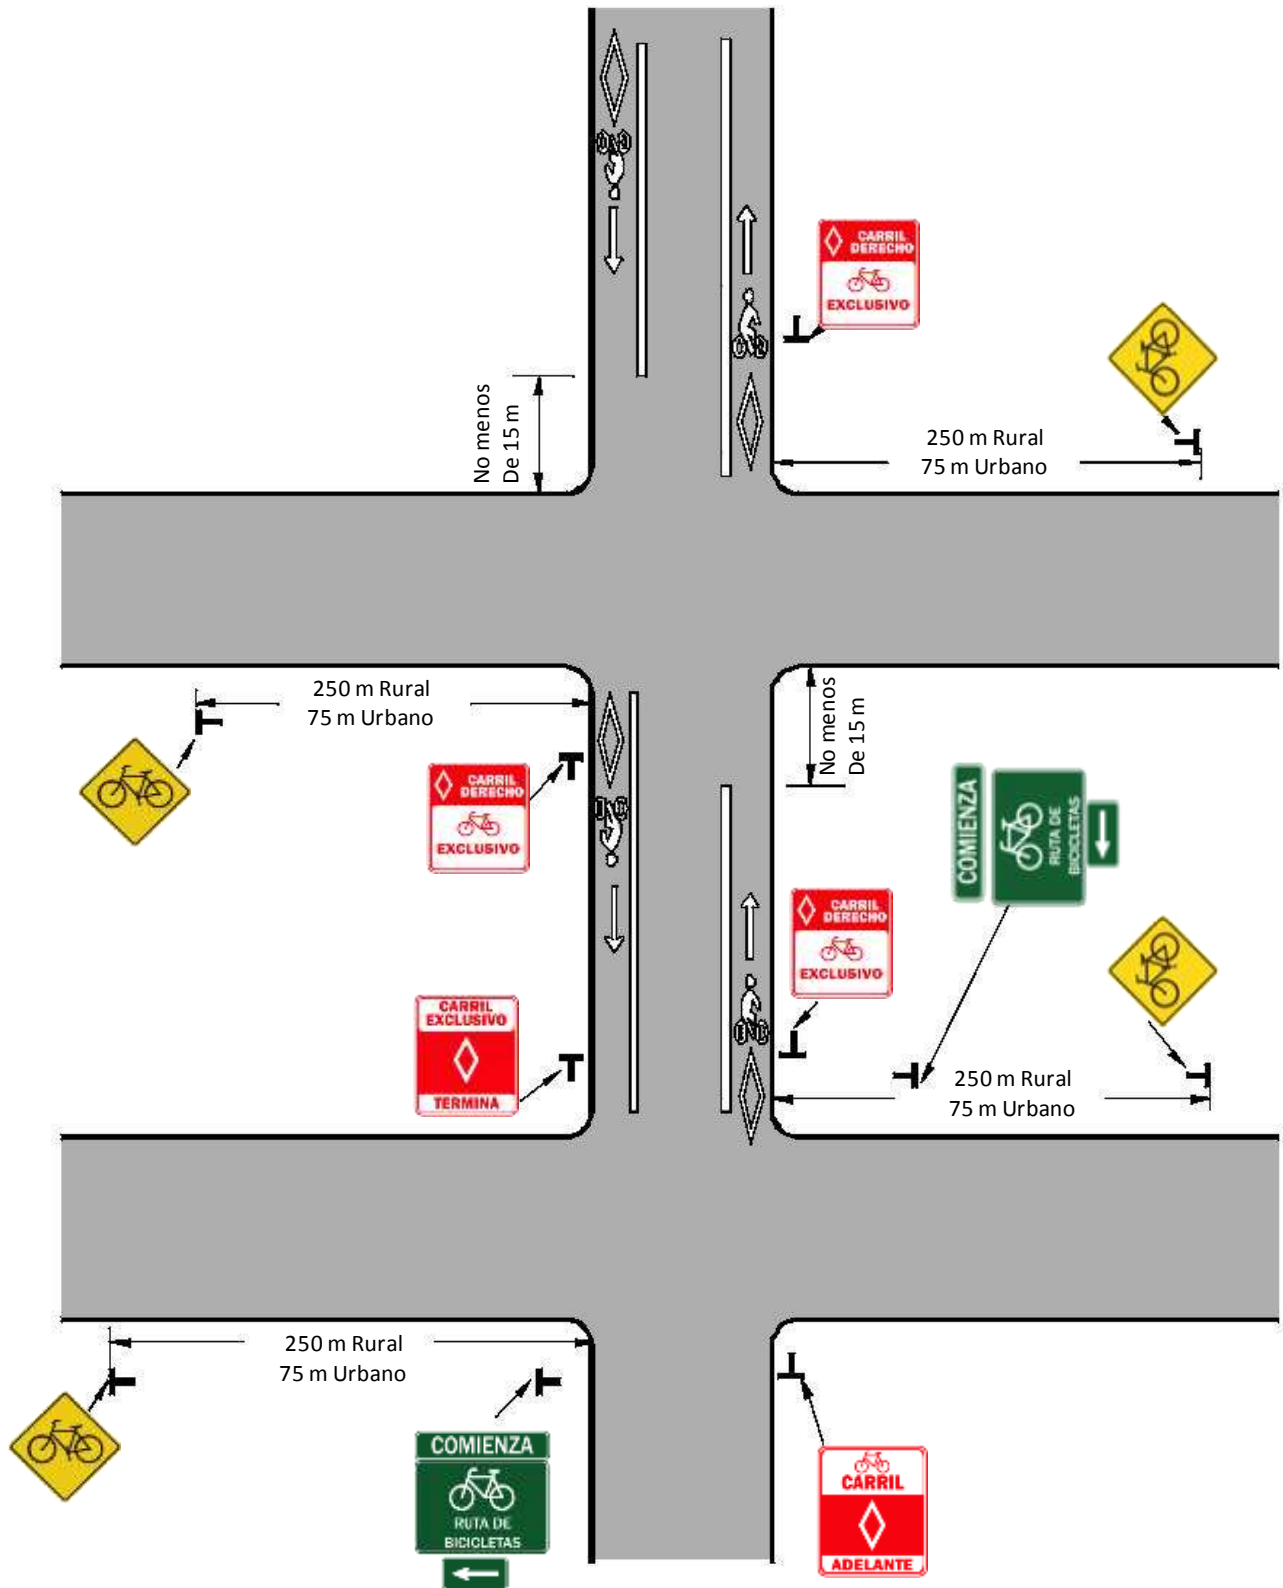 CARRIL
DERECHO
EXCLUSIVO
No menos
De 15 m
250 m Rural
75 m Urbano
250 m Rural
75 m Urbano
No menos
De 15 m
CARRIL
DERECHO
EXCLUSIVO
COMIENZA
RUTA DE
BICICLETAS
CARRIL
DERECHO
EXCLUSIVO
CARRIL
EXCLUSIVO
TERMINA
250 m Rural
75 m Urbano
250 m Rural
75 m Urbano
COMIENZA
RUTA DE
BICICLETAS
CARRIL
ADELANTE